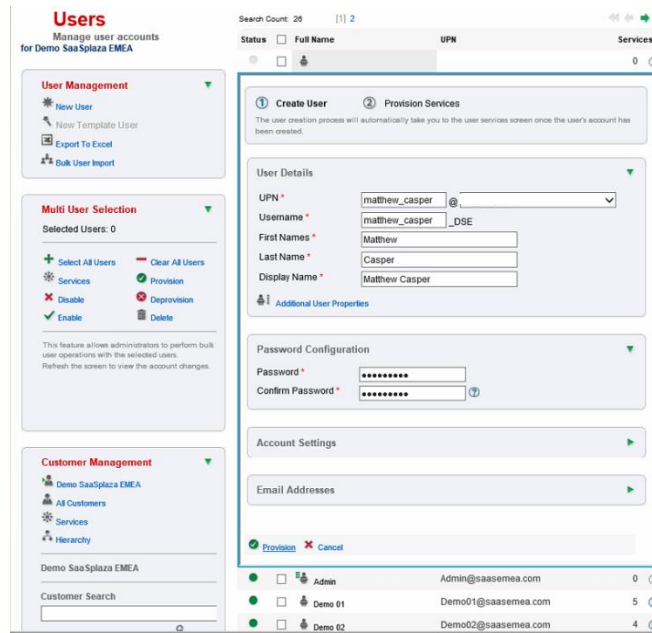 Users
Manage user accounts
for Demo SaaSplaza EMEA
User Management
New User
New Template User
Export To Excel
Bulk User Import
Multi User Selection
Selected Users: 0
Select All Users Clear All Users
Services Provision
Disable Deprovision
Enable Delete
This feature allows administrators to perform bulk
user operations with the selected users.
Refresh the screen to view the account changes.
Customer Management
Demo SaaSplaza EMEA
All Customers
Services
Hierarchy
Demo SaaSplaza EMEA
Customer Search
Search Count: 26 [1] 2
Status Full Name UPN Services
0
1 Create User 2 Provision Services
The user creation process will automatically take you to the user services screen once the user's account has
been created.
User Details
UPN * matthew_casper @
Username * matthew_casper _DSE
First Names * Matthew
Last Name * Casper
Display Name * Matthew Casper
Additional User Properties
Password Configuration
Password * •••••••••
Confirm Password * ••••••••• ?
Account Settings
Email Addresses
Provision Cancel
Admin Admin@saasemea.com 0
Demo 01 Demo01@saasemea.com 5
Demo 02 Demo02@saasemea.com 4